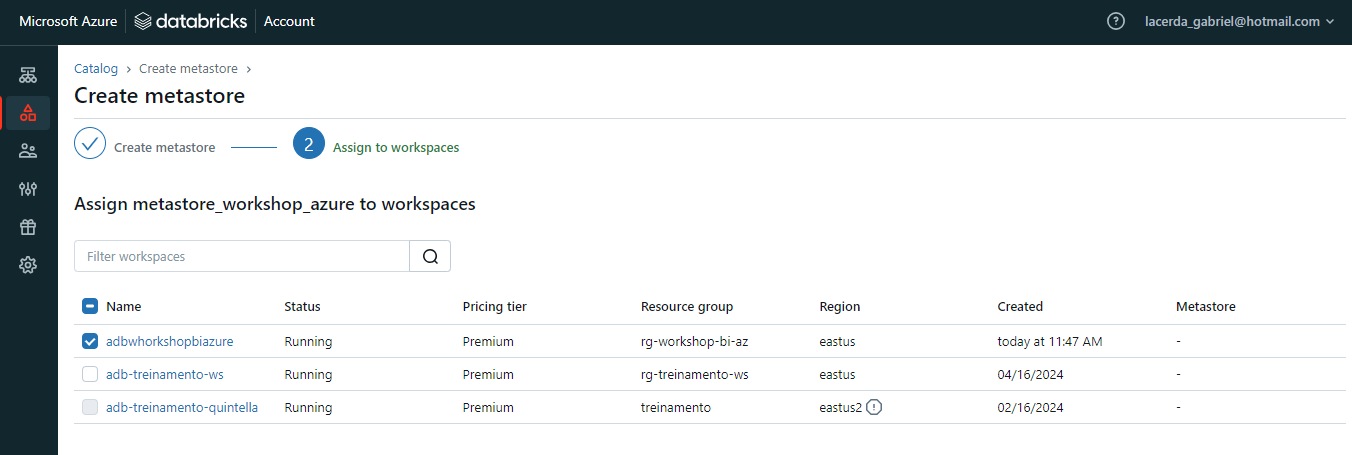 Microsoft Azure databricks Account lacerda_gabriel@hotmail.com
Catalog > Create metastore >
Create metastore
Create metastore 2 Assign to workspaces
Assign metastore_workshop_azure to workspaces
Filter workspaces
Name Status Pricing tier Resource group Region Created Metastore
adbwhorkshopbiazure Running Premium rg-workshop-bi-az eastus today at 11:47 AM -
adb-treinamento-ws Running Premium rg-treinamento-ws eastus 04/16/2024 -
adb-treinamento-quintella Running Premium treinamento eastus2 02/16/2024 -